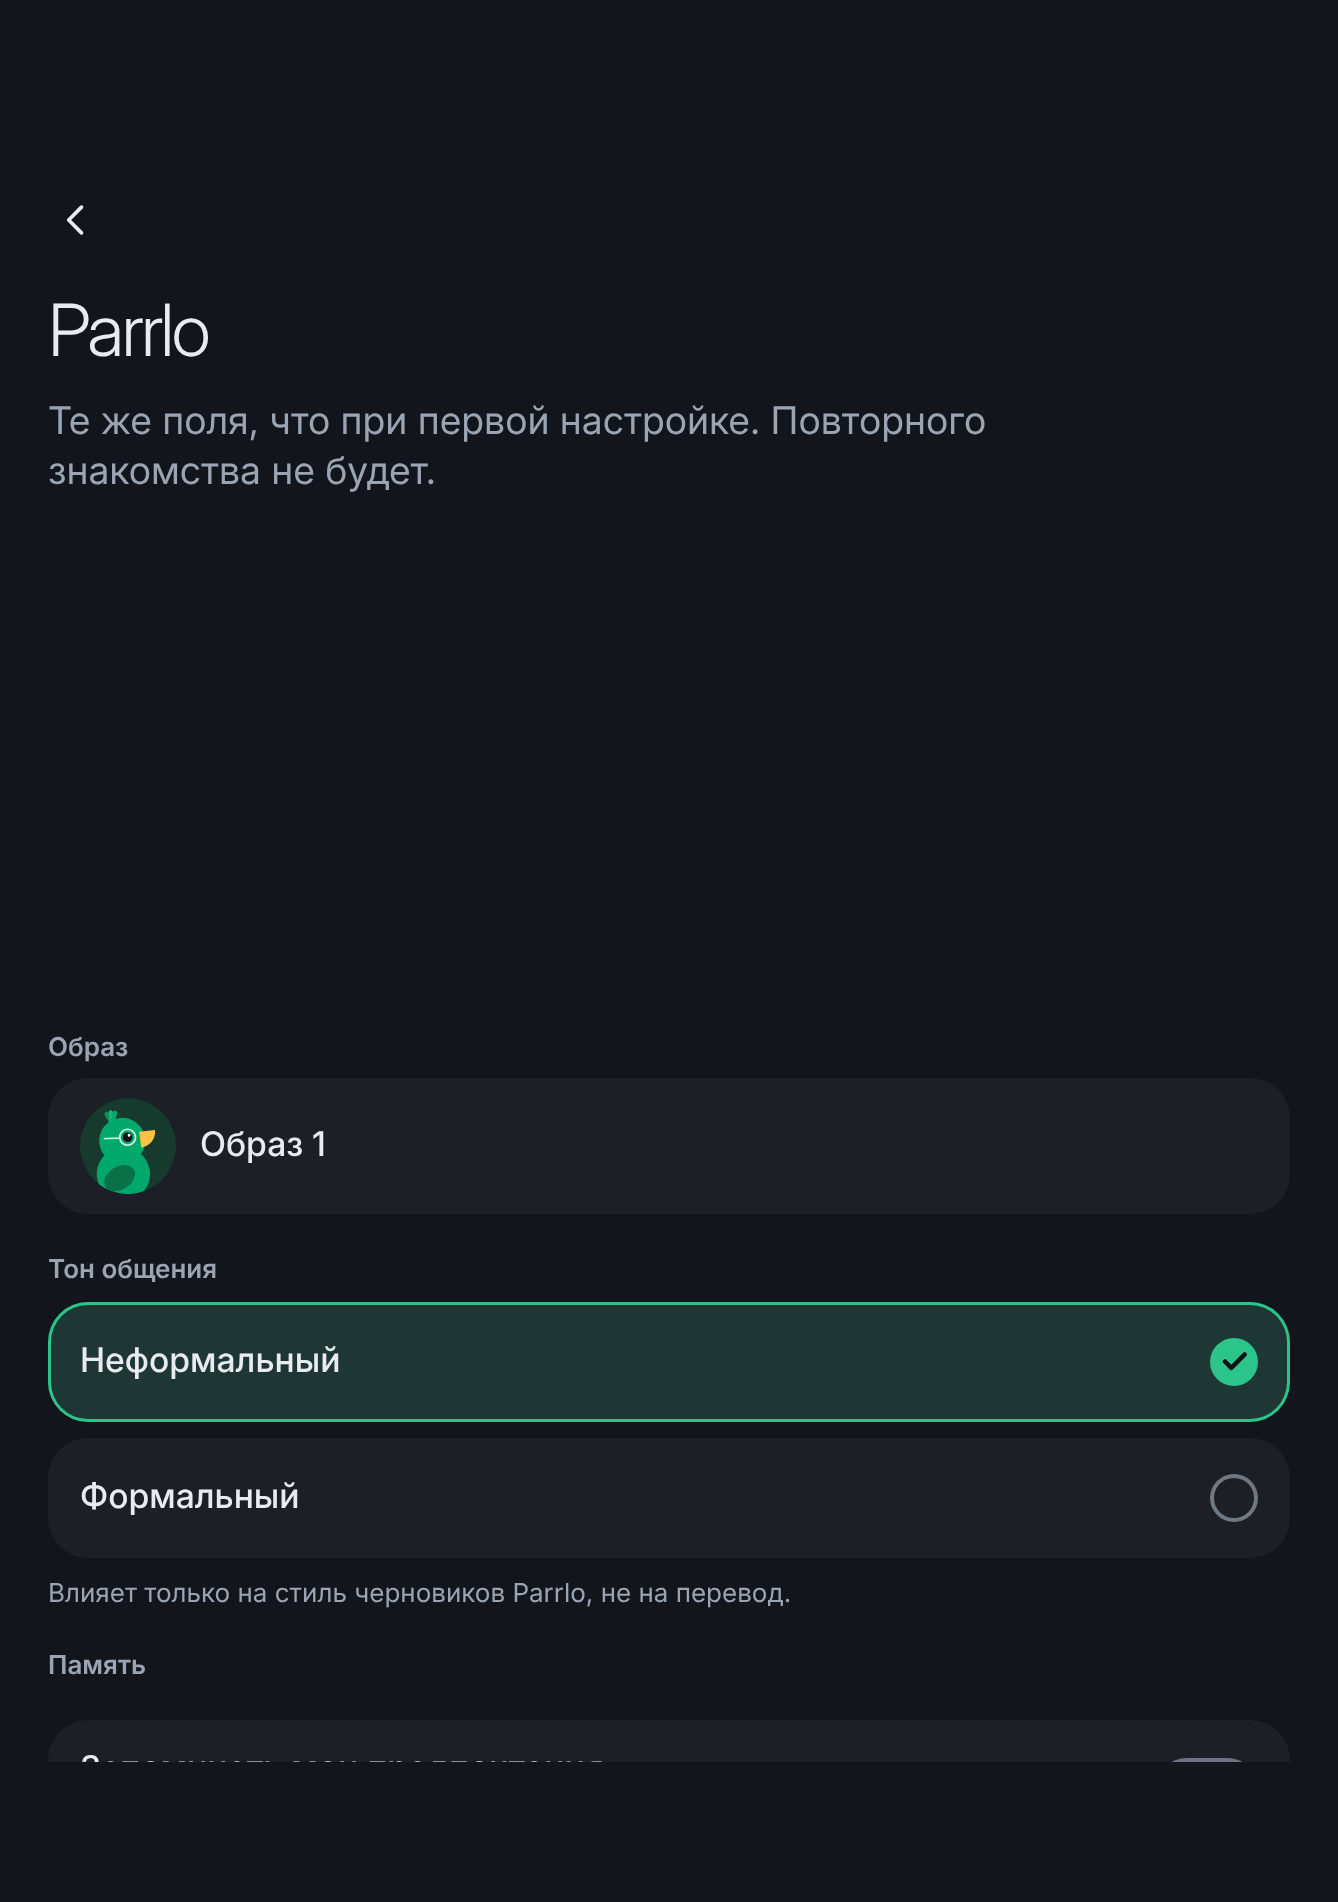 Parrlo
Те же поля, что при первой настройке. Повторного
знакомства не будет.
Образ
Образ 1
Тон общения
Неформальный
Формальный
Влияет только на стиль черновиков Parrlo, не на перевод.
Память